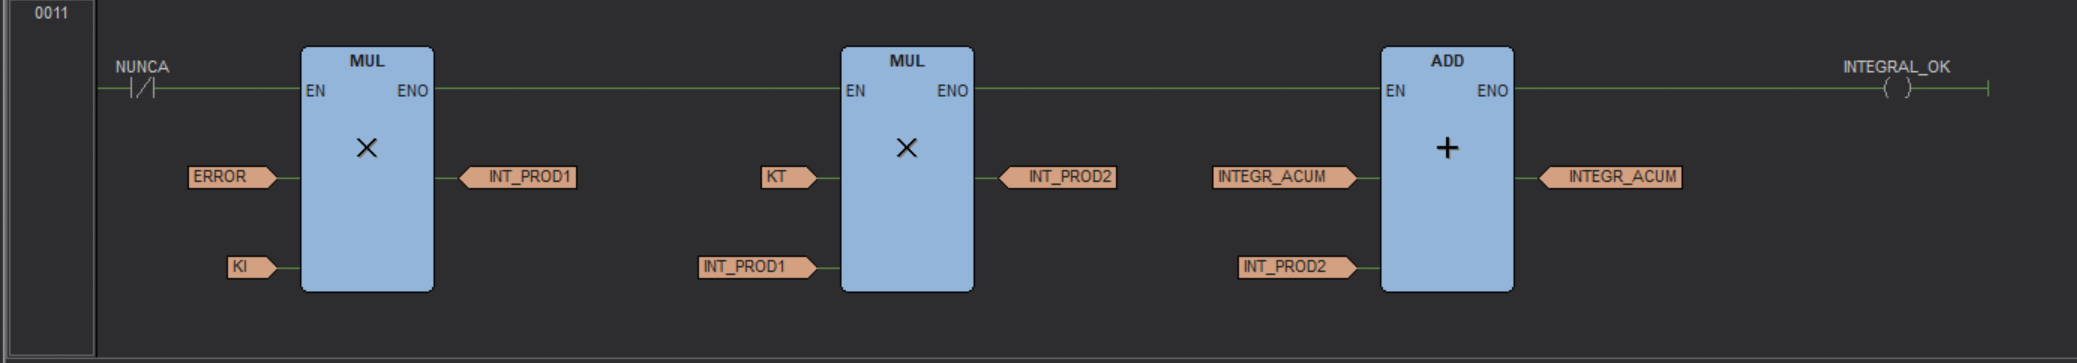 0011
NUNCA
INTEGRAL_OK
MUL
MUL
ADD
EN ENO
EN ENO
EN ENO
×
×
+
ERROR
INT_PROD1
KT
INT_PROD2
INTEGR_ACUM
INTEGR_ACUM
KI
INT_PROD1
INT_PROD2